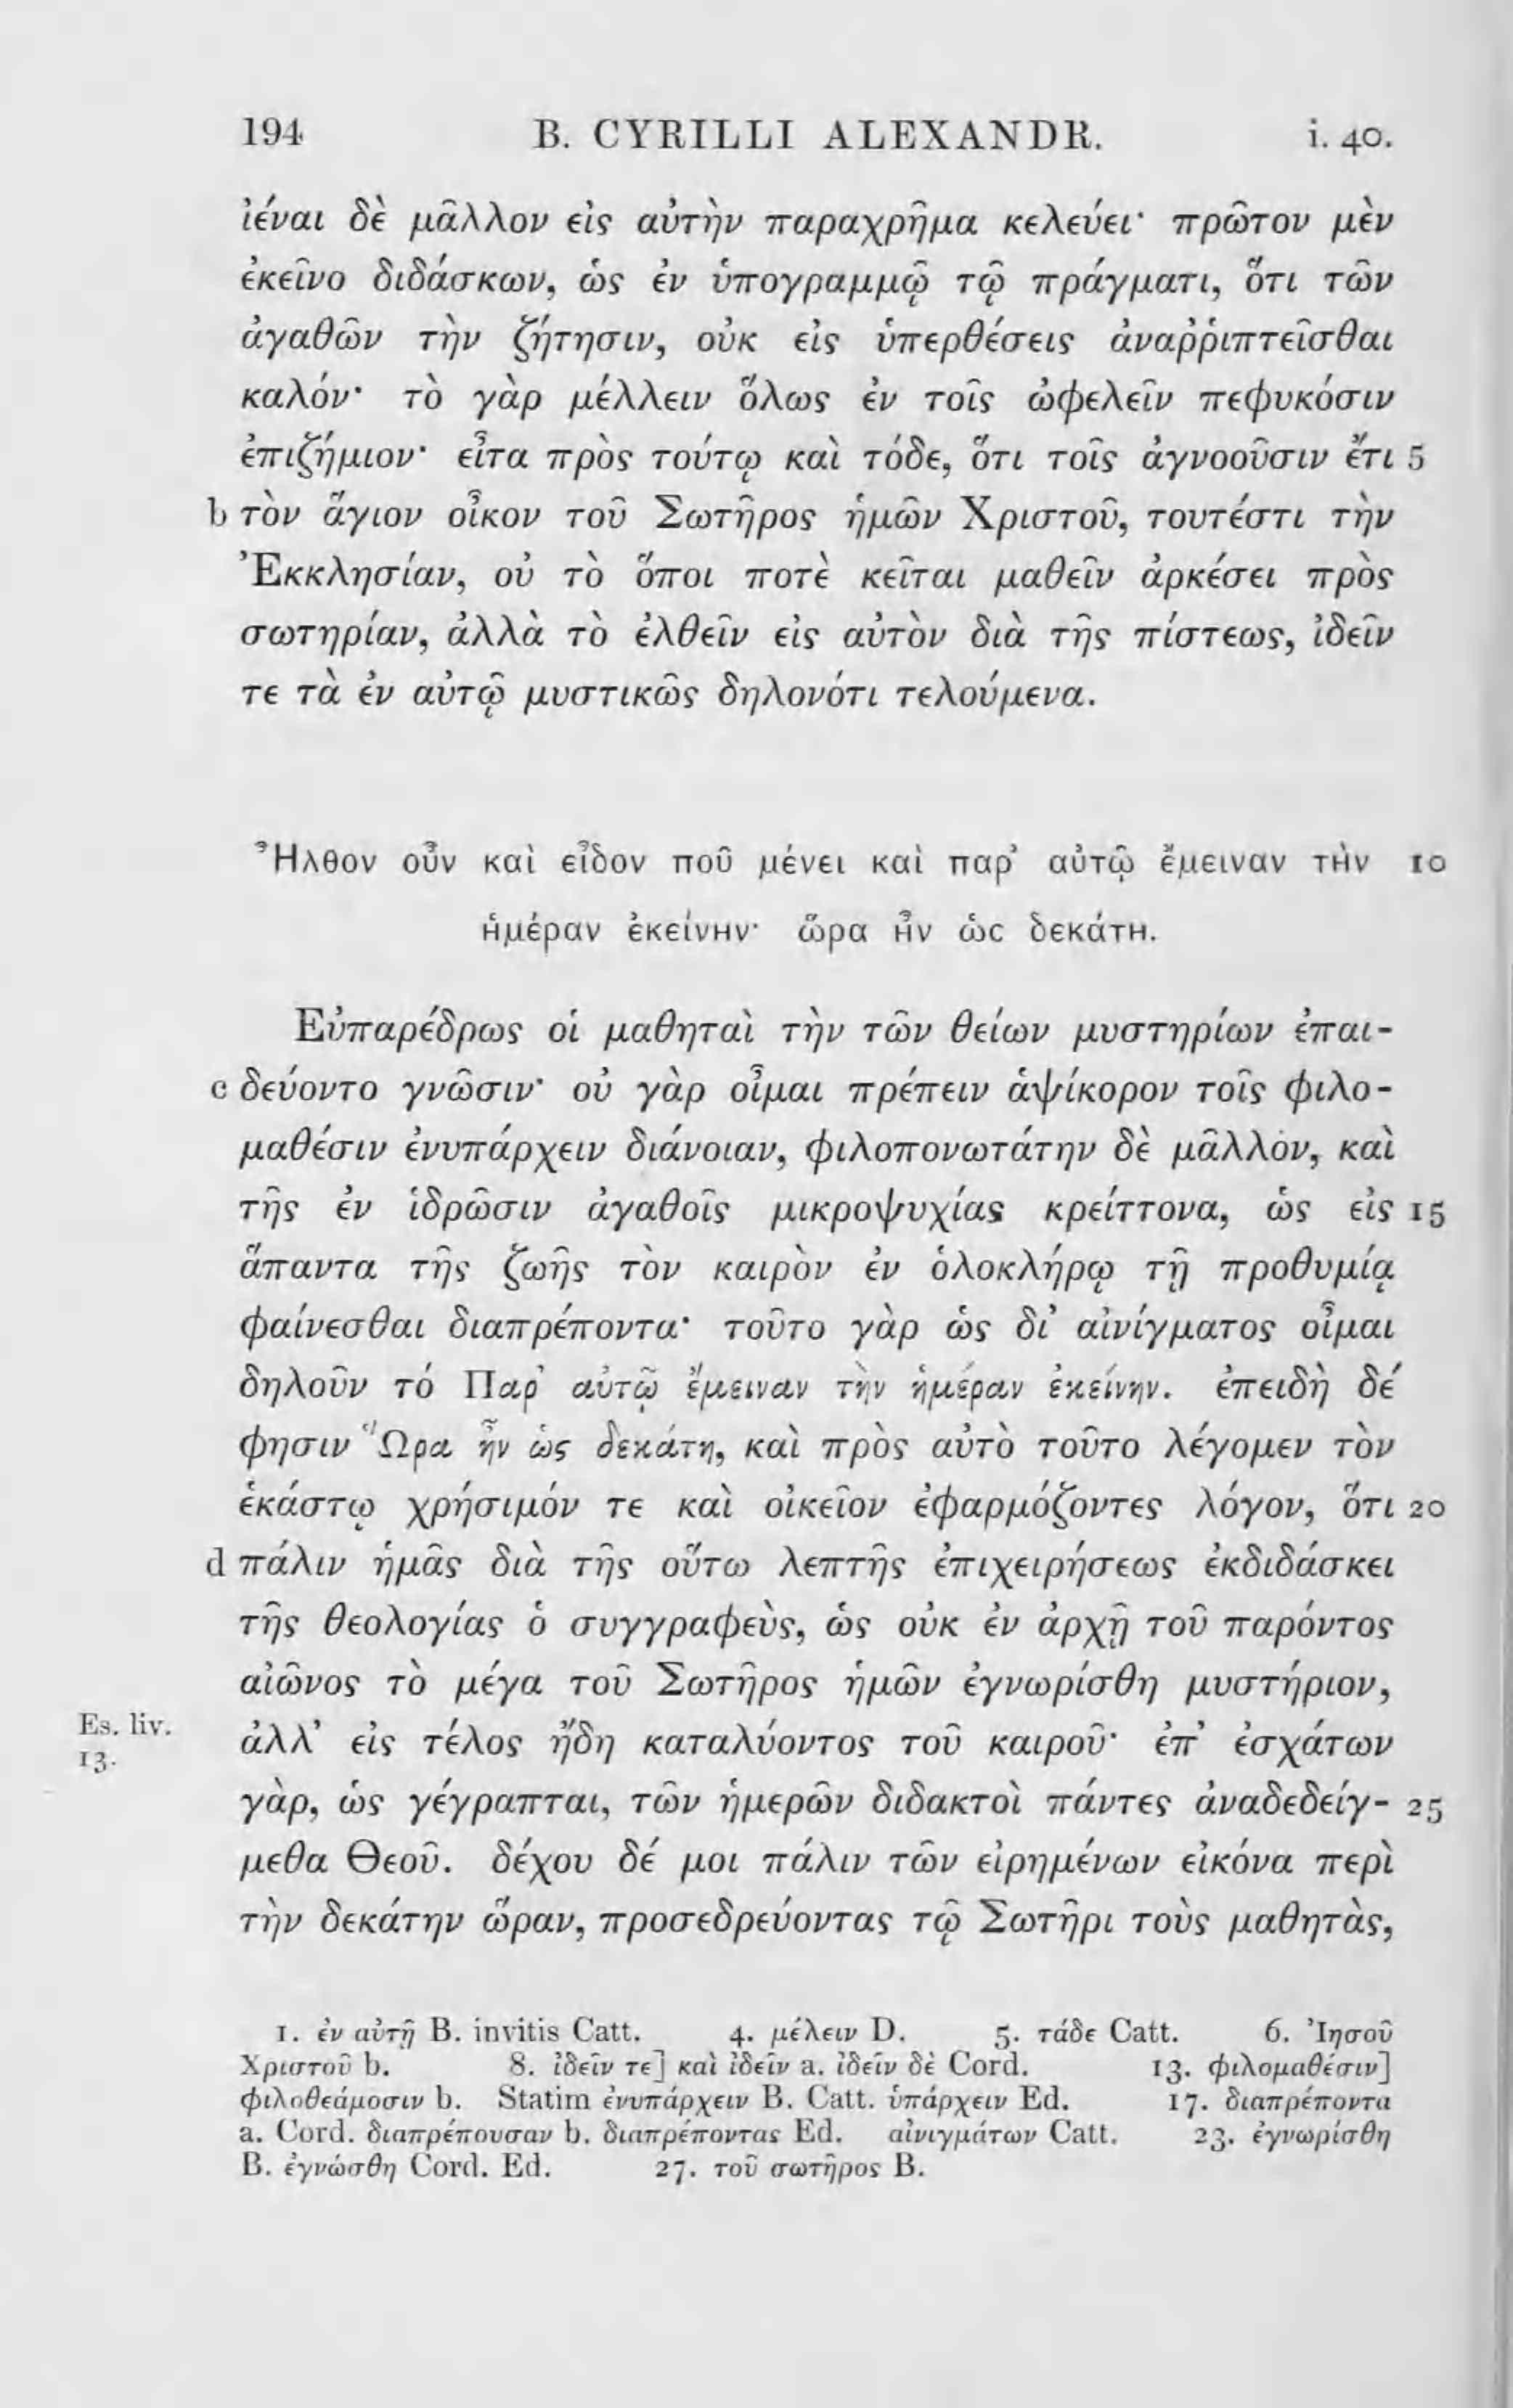 194 B. CYRILLI ALEXANDR. i. 40.
ἰέναι δὲ μᾶλλον εἰς αὐτὴν παραχρῆμα κελεύει· πρῶτον μὲν
ἐκεῖνο διδάσκων, ὡς ἐν ὑπογραμμῷ τῷ πράγματι, ὅτι τῶν
ἀγαθῶν τὴν ζήτησιν, οὐκ εἰς ὑπερθέσεις ἀναῤῥιπτεῖσθαι
καλόν· τὸ γὰρ μέλλειν ὅλως ἐν τοῖς ὠφελεῖν πεφυκόσιν
ἐπιζήμιον· εἶτα πρὸς τούτῳ καὶ τόδε, ὅτι τοῖς ἀγνοοῦσιν ἔτι 5
b τὸν ἅγιον οἶκον τοῦ Σωτῆρος ἡμῶν Χριστοῦ, τουτέστι τὴν
Ἐκκλησίαν, οὐ τὸ ὅποι ποτὲ κεῖται μαθεῖν ἀρκέσει πρὸς
σωτηρίαν, ἀλλὰ τὸ ἐλθεῖν εἰς αὐτὸν διὰ τῆς πίστεως, ἰδεῖν
τε τὰ ἐν αὐτῷ μυστικῶς δηλονότι τελούμενα.
Ἦλθον οὖν καὶ εἶδον ποῦ μένει καὶ παρ᾽ αὐτῷ ἔμειναν τὴν 10
ἡμέραν ἐκείνην· ὥρα ἦν ὡς δεκάτη.
Εὐπαρέδρως οἱ μαθηταὶ τὴν τῶν θείων μυστηρίων ἐπαι-
c δεύοντο γνῶσιν· οὐ γὰρ οἶμαι πρέπειν ἁψίκορον τοῖς φιλο-
μαθέσιν ἐνυπάρχειν διάνοιαν, φιλοπονωτάτην δὲ μᾶλλον, καὶ
τῆς ἐν ἱδρῶσιν ἀγαθοῖς μικροψυχίας κρείττονα, ὡς εἰς 15
ἅπαντα τῆς ζωῆς τὸν καιρὸν ἐν ὁλοκλήρῳ τῇ προθυμίᾳ
φαίνεσθαι διαπρέποντα· τοῦτο γὰρ ὡς δι᾽ αἰνίγματος οἶμαι
δηλοῦν τό Παρ᾽ αὐτῷ ἔμειναν τὴν ἡμέραν ἐκείνην. ἐπειδὴ δέ
φησιν Ὥρα ἦν ὡς δεκάτη, καὶ πρὸς αὐτὸ τοῦτο λέγομεν τὸν
ἑκάστῳ χρήσιμόν τε καὶ οἰκεῖον ἐφαρμόζοντες λόγον, ὅτι 20
d πάλιν ἡμᾶς διὰ τῆς οὕτω λεπτῆς ἐπιχειρήσεως ἐκδιδάσκει
τῆς θεολογίας ὁ συγγραφεὺς, ὡς οὐκ ἐν ἀρχῇ τοῦ παρόντος
αἰῶνος τὸ μέγα τοῦ Σωτῆρος ἡμῶν ἐγνωρίσθη μυστήριον,
Es. liv. 13. ἀλλ᾽ εἰς τέλος ἤδη καταλύοντος τοῦ καιροῦ· ἐπ᾽ ἐσχάτων
γὰρ, ὡς γέγραπται, τῶν ἡμερῶν διδακτοὶ πάντες ἀναδεδείγ- 25
μεθα Θεοῦ. δέχου δέ μοι πάλιν τῶν εἰρημένων εἰκόνα περὶ
τὴν δεκάτην ὥραν, προσεδρεύοντας τῷ Σωτῆρι τοὺς μαθητὰς,
1. ἐν αὐτῇ B. invitis Catt. 4. μέλειν D. 5. τάδε Catt. 6. Ἰησοῦ
Χριστοῦ b. 8. ἰδεῖν τε] καὶ ἰδεῖν a. ἰδεῖν δὲ Cord. 13. φιλομαθέσιν]
φιλοθεάμοσιν b. Statim ἐνυπάρχειν B. Catt. ὑπάρχειν Ed. 17. διαπρέποντα
a. Cord. διαπρέπουσαν b. διαπρέποντας Ed. αἰνιγμάτων Catt. 23. ἐγνωρίσθη
B. ἐγνώσθη Cord. Ed. 27. τοῦ σωτῆρος B.